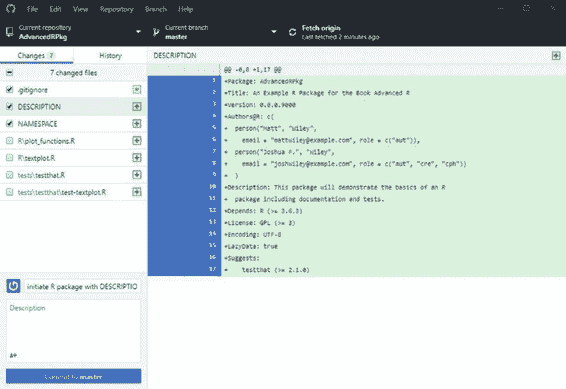 File Edit View Repository Branch Help
Current repository
AdvancedRPkg
Current branch
master
Fetch origin
Last fetched 2 minutes ago
Changes 7
History
DESCRIPTION
7 changed files
.gitignore
DESCRIPTION
NAMESPACE
R\plot_functions.R
R\textplot.R
tests\testthat.R
tests\testthat\test-textplot.R
@@ -0,0 +1,17 @@
1 +Package: AdvancedRPkg
2 +Title: An Example R Package for the Book Advanced R
3 +Version: 0.0.0.9000
4 +Authors@R: c(
5 + person("Matt", "Wiley",
6 + email = "mattwiley@example.com", role = c("aut")),
7 + person("Joshua F.", "Wiley",
8 + email = "joshwiley@example.com", role = c("aut", "cre", "cph"))
9 + )
10 +Description: This package will demonstrate the basics of an R
11 + package including documentation and tests.
12 +Depends: R (>= 3.6.3)
13 +License: GPL (>= 3)
14 +Encoding: UTF-8
15 +LazyData: true
16 +Suggests:
17 + testthat (>= 2.1.0)
initiate R package with DESCRIPTIO
Description
Commit to master